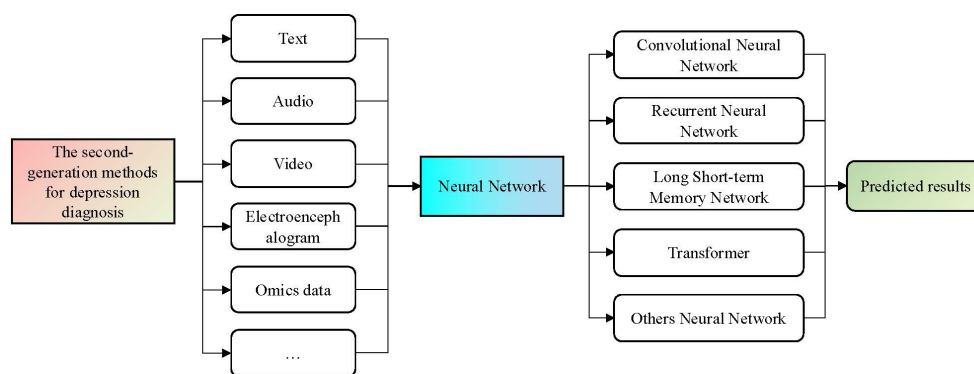 The second-
generation methods
for depression
diagnosis
Text
Audio
Video
Electroenceph
alogram
Omics data
…
Neural Network
Convolutional Neural
Network
Recurrent Neural
Network
Long Short-term
Memory Network
Transformer
Others Neural Network
Predicted results